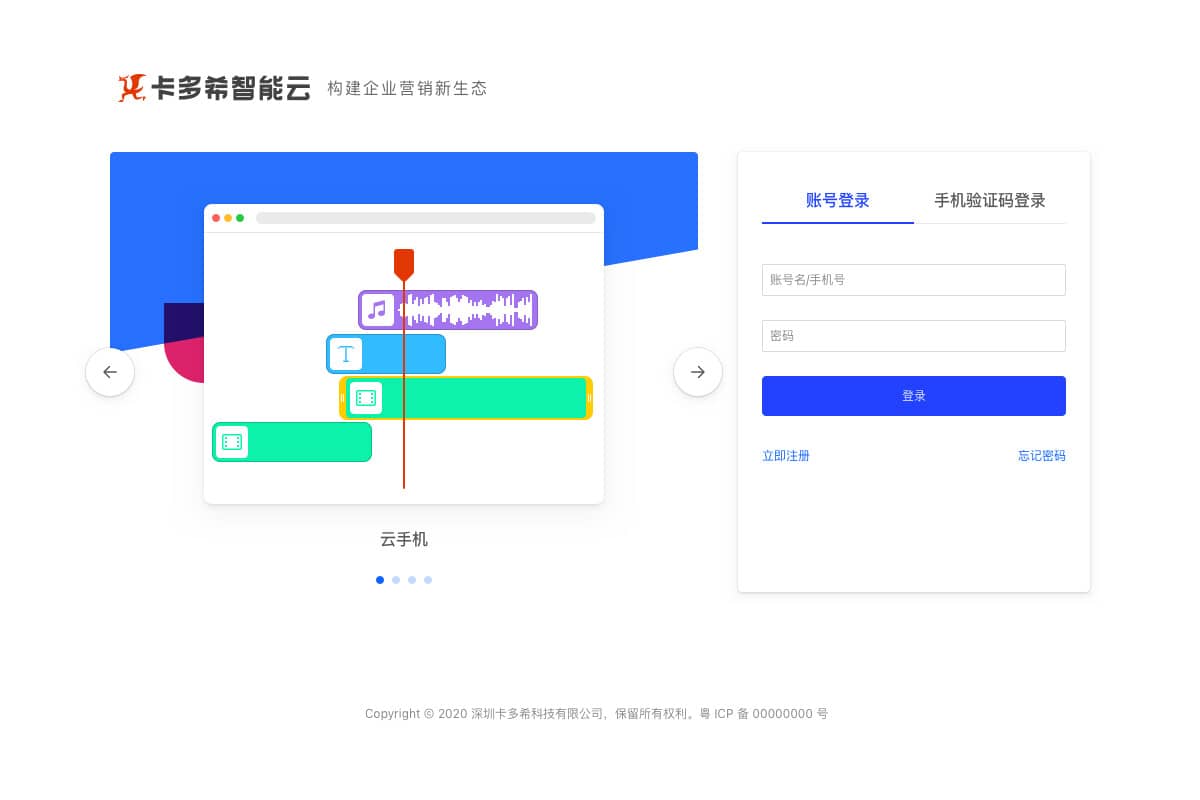 卡多希智能云
构建企业营销新生态
账号登录
手机验证码登录
账号名/手机号
密码
登录
立即注册
忘记密码
T
云手机
Copyright © 2020 深圳卡多希科技有限公司，保留所有权利。粤 ICP 备 00000000 号